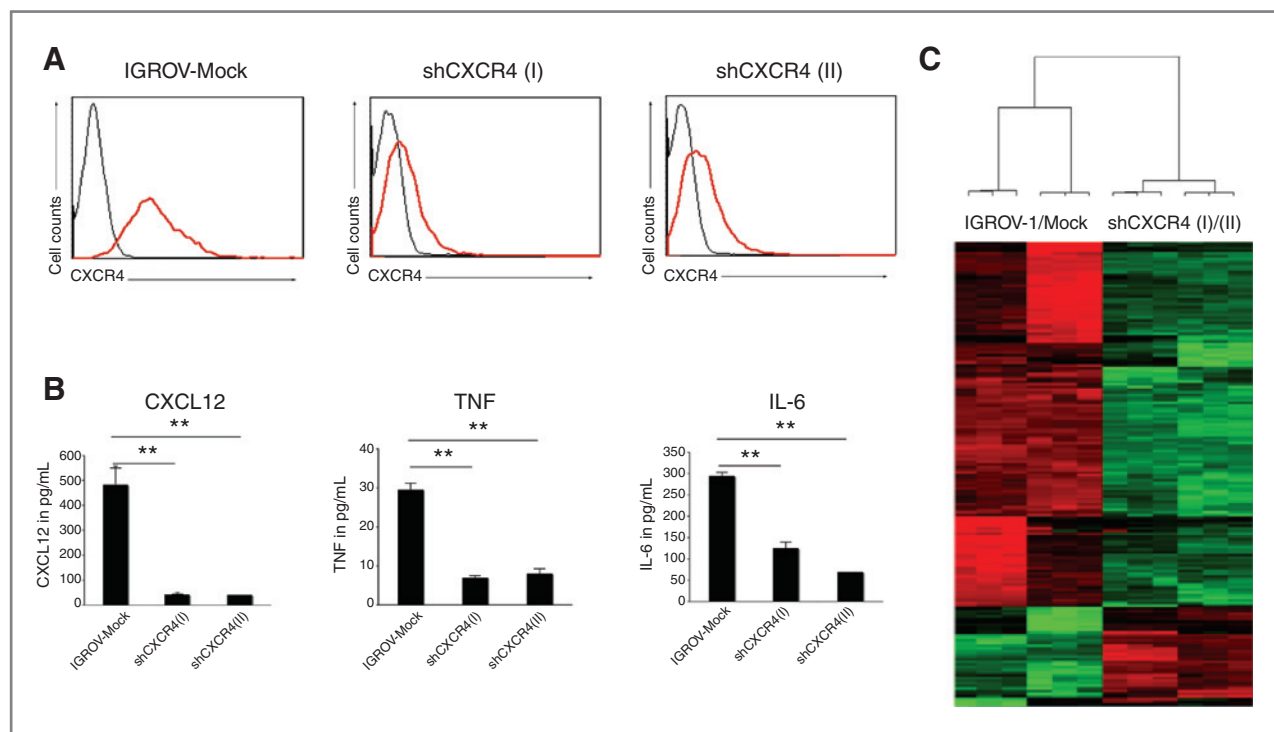 A
IGROV-Mock
shCXCR4 (I)
shCXCR4 (II)
Cell counts
CXCR4
Cell counts
CXCR4
Cell counts
CXCR4
B
CXCL12
**
**
CXCL12 in pg/mL
600
500
400
300
200
100
0
IGROV-Mock
shCXCR4(I)
shCXCR4(II)
TNF
**
**
TNF in pg/mL
40
30
20
10
0
IGROV-Mock
shCXCR4(I)
shCXCR4(II)
IL-6
**
**
IL-6 in pg/mL
350
300
250
200
150
100
50
0
IGROV-Mock
shCXCR4(I)
shCXCR4(II)
C
IGROV-1/Mock
shCXCR4 (I)/(II)